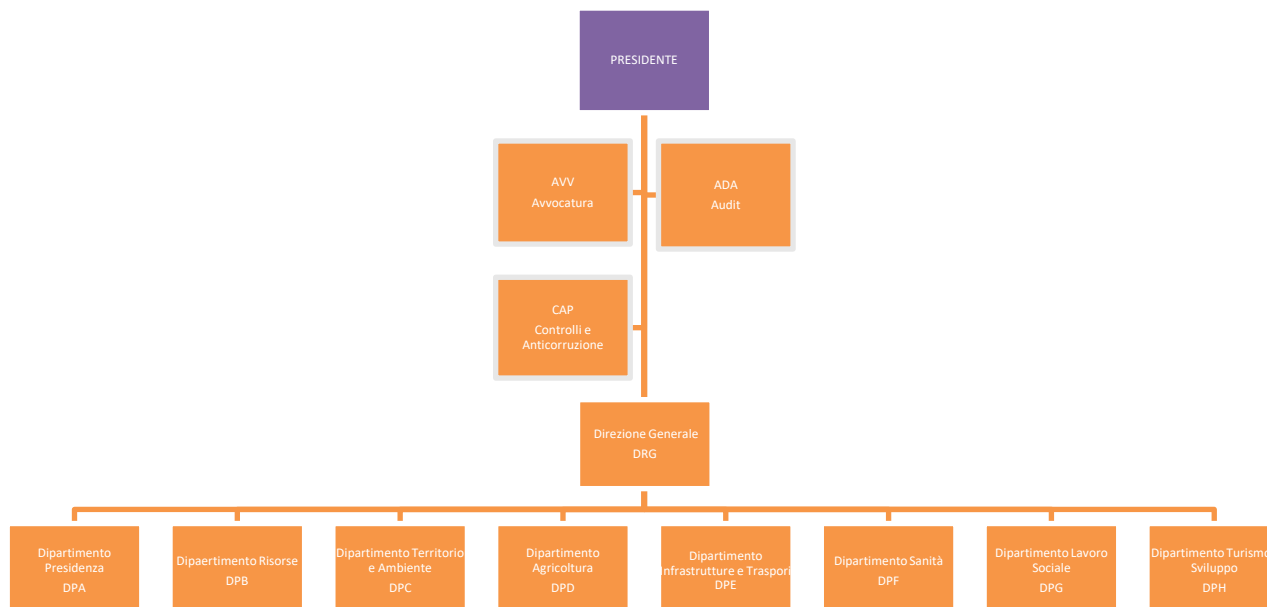 PRESIDENTE
AVV
Avvocatura
ADA
Audit
CAP
Controlli e
Anticorruzione
Direzione Generale
DRG
Dipartimento
Presidenza
DPA
Dipaertimento Risorse
DPB
Dipartimento Territorio
e Ambiente
DPC
Dipartimento
Agricoltura
DPD
Dipartimento
Infrastrutture e Traspori
DPE
Dipartimento Sanità
DPF
Dipartimento Lavoro
Sociale
DPG
Dipartimento Turismo
Sviluppo
DPH